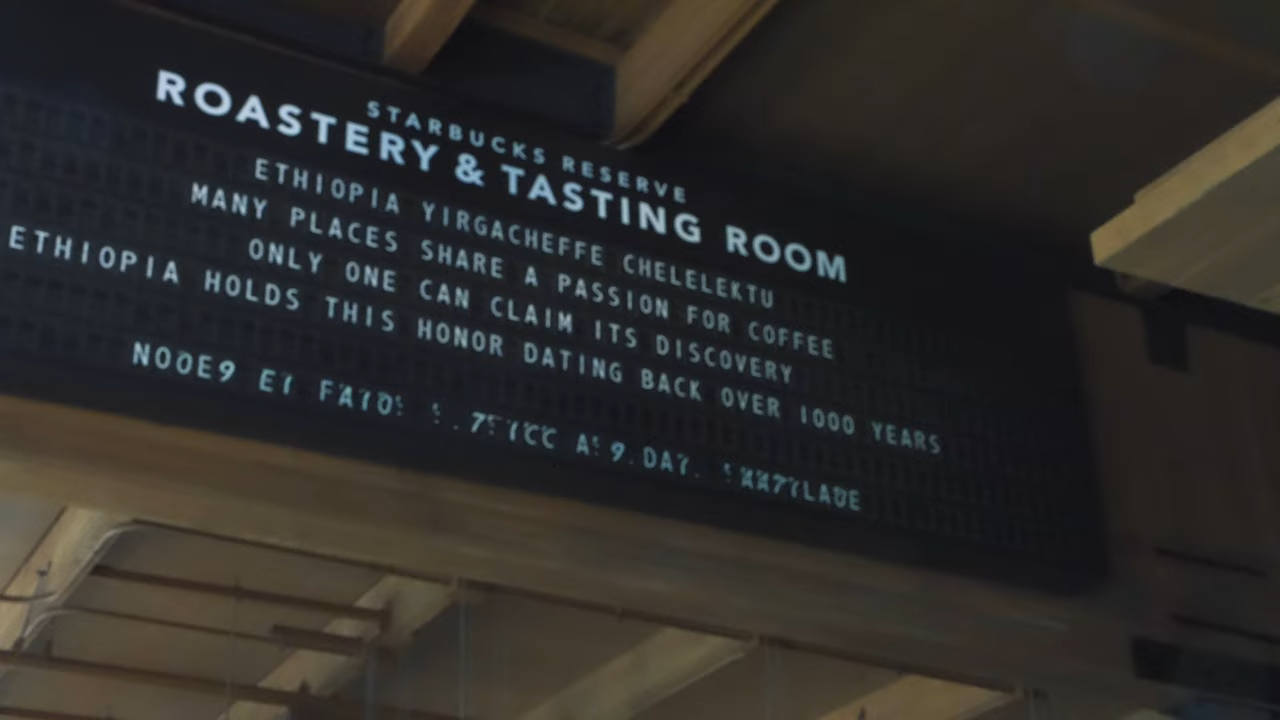 STARBUCKS RESERVE
ROASTERY & TASTING ROOM
ETHIOPIA YIRGACHEFFE CHELELEKTU
MANY PLACES SHARE A PASSION FOR COFFEE
ONLY ONE CAN CLAIM ITS DISCOVERY
ETHIOPIA HOLDS THIS HONOR DATING BACK OVER 1000 YEARS